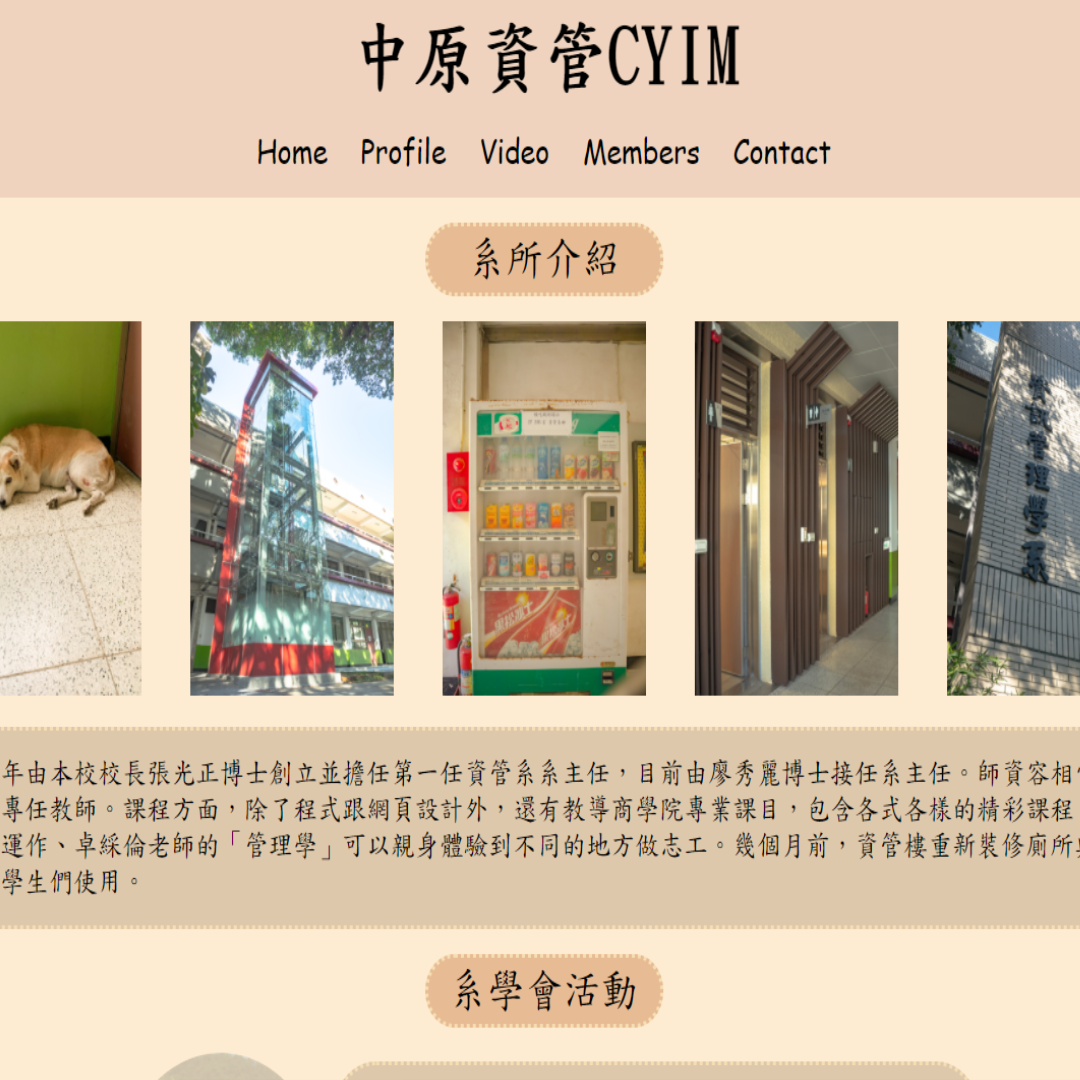 中原資管CYIM
Home Profile Video Members Contact
系所介紹
資訊管理學系
年由本校校長張光正博士創立並擔任第一任資管系系主任，目前由廖秀麗博士接任系主任。師資容相
專任教師。課程方面，除了程式跟網頁設計外，還有教導商學院專業課目，包含各式各樣的精彩課程
運作、卓綵倫老師的「管理學」可以親身體驗到不同的地方做志工。幾個月前，資管樓重新裝修廁所
學生們使用。
系學會活動